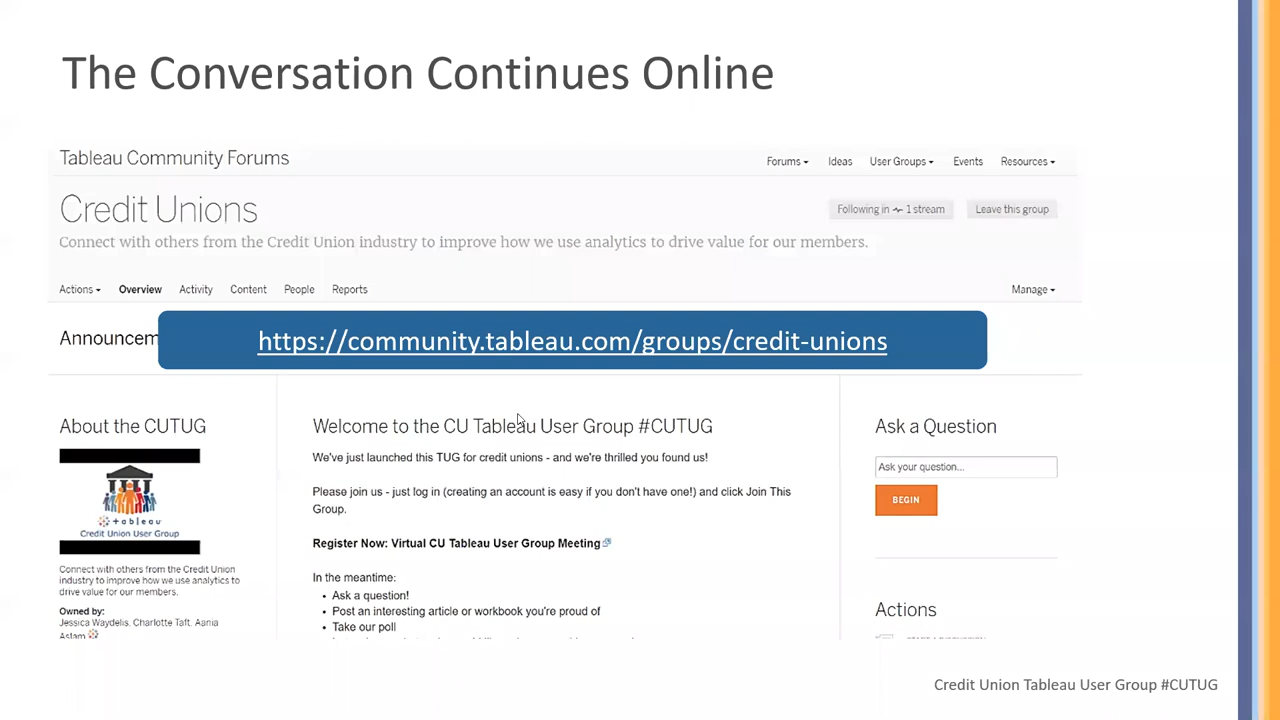 The Conversation Continues Online
Tableau Community Forums
Forums Ideas User Groups Events Resources
Credit Unions
Following in 1 stream Leave this group
Connect with others from the Credit Union industry to improve how we use analytics to drive value for our members.
Actions Overview Activity Content People Reports Manage
Announcem
https://community.tableau.com/groups/credit-unions
About the CUTUG
+ableau
Credit Union User Group
Connect with others from the Credit Union
industry to improve how we use analytics to
drive value for our members.
Owned by:
Jessica Waydelis, Charlotte Taft, Aania
Aslam
Welcome to the CU Tableau User Group #CUTUG
We've just launched this TUG for credit unions - and we're thrilled you found us!
Please join us - just log in (creating an account is easy if you don't have one!) and click Join This
Group.
Register Now: Virtual CU Tableau User Group Meeting
In the meantime:
• Ask a question!
• Post an interesting article or workbook you're proud of
• Take our poll
Ask a Question
Ask your question...
BEGIN
Actions
Credit Union Tableau User Group #CUTUG